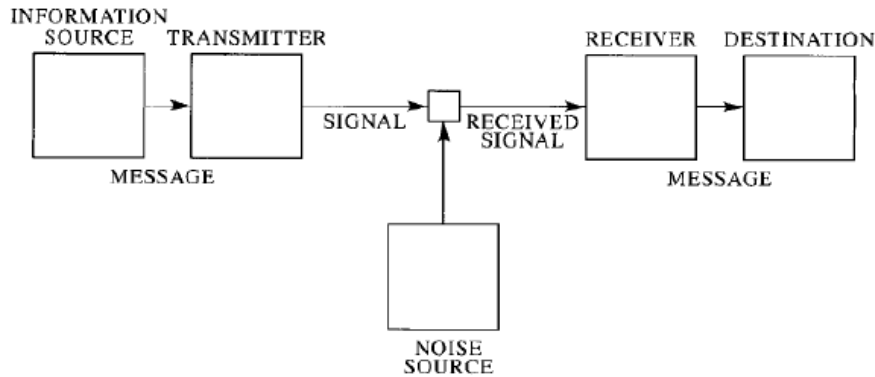 INFORMATION
SOURCE
TRANSMITTER
RECEIVER
DESTINATION
SIGNAL
RECEIVED
SIGNAL
MESSAGE
MESSAGE
NOISE
SOURCE